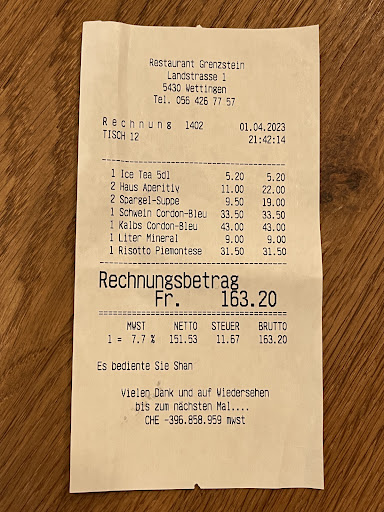 Restaurant Grenzstein
Landstrasse 1
5430 Wettingen
Tel. 056 426 77 57
Rechnung 1402 01.04.2023
TISCH 12 21:42:14
1 Ice Tea 5dl 5.20 5.20
2 Haus Aperitiv 11.00 22.00
2 Spargel-Suppe 9.50 19.00
1 Schwein Cordon-Bleu 33.50 33.50
1 Kalbs Cordon-Bleu 43.00 43.00
1 Liter Mineral 9.00 9.00
1 Risotto Piemontese 31.50 31.50
Rechnungsbetrag
Fr. 163.20
MWST NETTO STEUER BRUTTO
1 = 7.7 % 151.53 11.67 163.20
Es bediente Sie Shan
Vielen Dank und auf Wiedersehen
bis zum nächsten Mal....
CHE -396.858.959 mwst